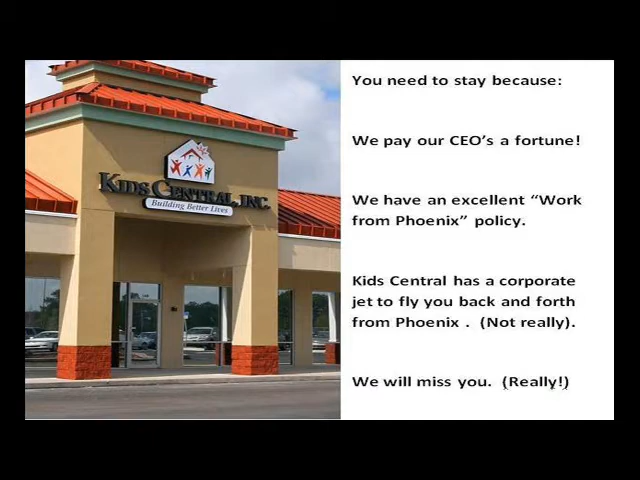 KIDS CENTRAL, INC.
Building Better Lives
You need to stay because:
We pay our CEO’s a fortune!
We have an excellent “Work
from Phoenix” policy.
Kids Central has a corporate
jet to fly you back and forth
from Phoenix . (Not really).
We will miss you. (Really!)